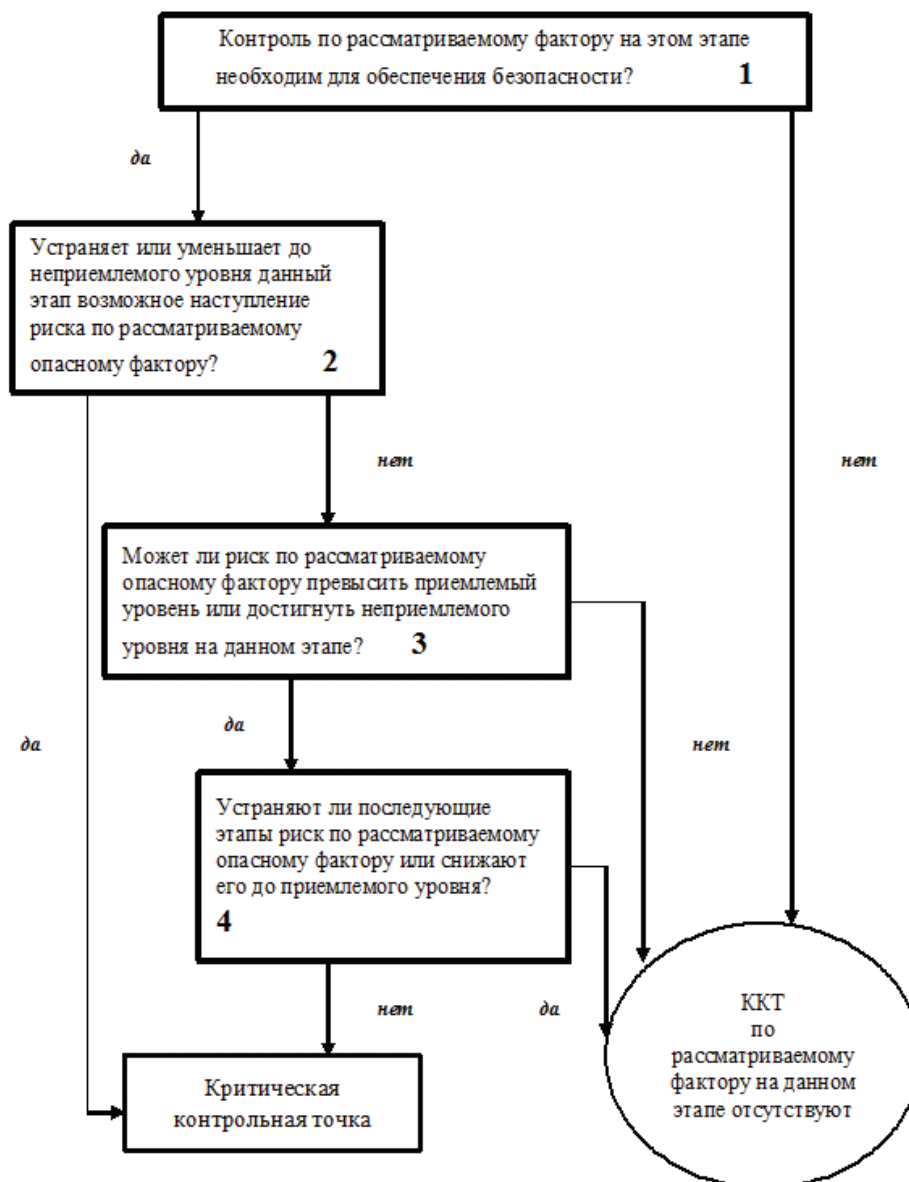 Контроль по рассматриваемому фактору на этом этапе
необходим для обеспечения безопасности? 1
да
Устраняет или уменьшает до
неприемлемого уровня данный
этап возможное наступление
риска по рассматриваемому
опасному фактору? 2
нет
нет
Может ли риск по рассматриваемому
опасному фактору превысить приемлемый
уровень или достигнуть неприемлемого
уровня на данном этапе? 3
да
да
нет
Устраняют ли последующие
этапы риск по рассматриваемому
опасному фактору или снижают
его до приемлемого уровня?
4
нет
да
Критическая
контрольная точка
ККТ
по
рассматриваемому
фактору на данном
этапе отсутствуют